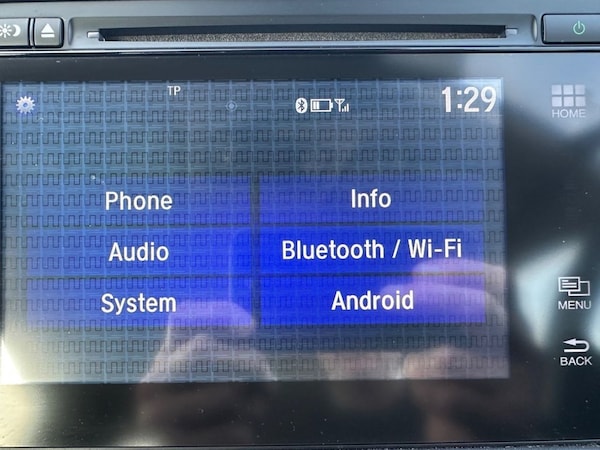 TP
1:29
HOME
Phone
Info
Audio
Bluetooth / Wi-Fi
System
Android
MENU
BACK